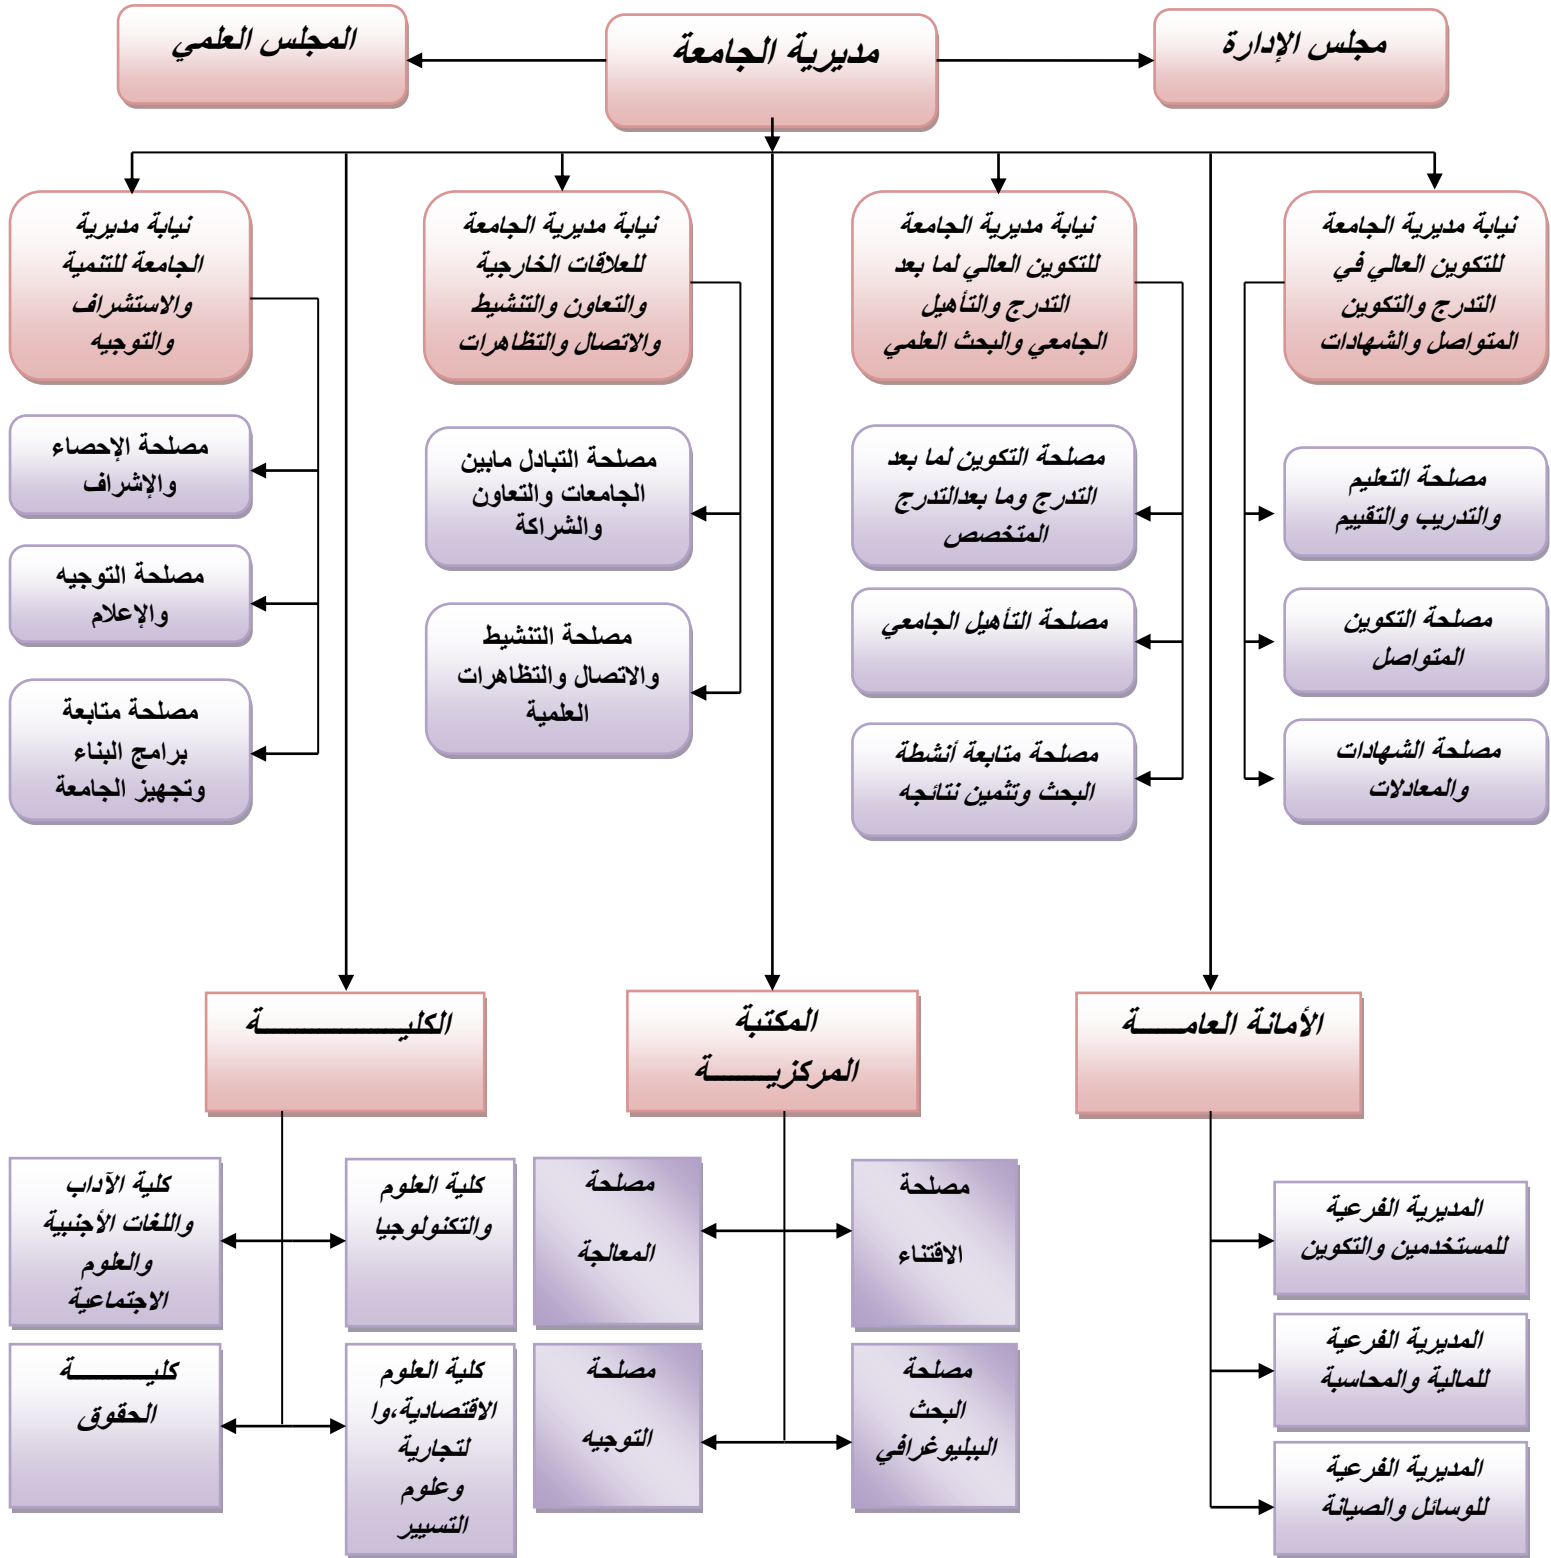 مجلس الإدارة
مديرية الجامعة
المجلس العلمي
نيابة مديرية الجامعة
للتكوين العالي في
التدرج والتكوين
المتواصل والشهادات
نيابة مديرية الجامعة
للتكوين العالي لما بعد
التدرج والتأهيل
الجامعي والبحث العلمي
نيابة مديرية الجامعة
للعلاقات الخارجية
والتعاون والتنشيط
والاتصال والتظاهرات
نيابة مديرية
الجامعة للتنمية
والاستشراف
والتوجيه
مصلحة التعليم
والتدريب والتقييم
مصلحة التكوين
المتواصل
مصلحة الشهادات
والمعادلات
مصلحة التكوين لما بعد
التدرج وما بعدالتدرج
المتخصص
مصلحة التأهيل الجامعي
مصلحة متابعة أنشطة
البحث وتثمين نتائجه
مصلحة التبادل مابين
الجامعات والتعاون
والشراكة
مصلحة التنشيط
والاتصال والتظاهرات
العلمية
مصلحة الإحصاء
والإشراف
مصلحة التوجيه
والإعلام
مصلحة متابعة
برامج البناء
وتجهيز الجامعة
الأمانة العامـــــة
المكتبة
المركزيـــــــة
الكليـــــــــــــــــة
المديرية الفرعية
للمستخدمين والتكوين
المديرية الفرعية
للمالية والمحاسبة
المديرية الفرعية
للوسائل والصيانة
مصلحة
الاقتناء
مصلحة
المعالجة
مصلحة
البحث
الببليوغرافي
مصلحة
التوجيه
كلية العلوم
والتكنولوجيا
كلية الآداب
واللغات الأجنبية
والعلوم
الاجتماعية
كلية العلوم
الاقتصادية،وا
لتجارية
وعلوم
التسيير
كليـــــــــــة
الحقوق